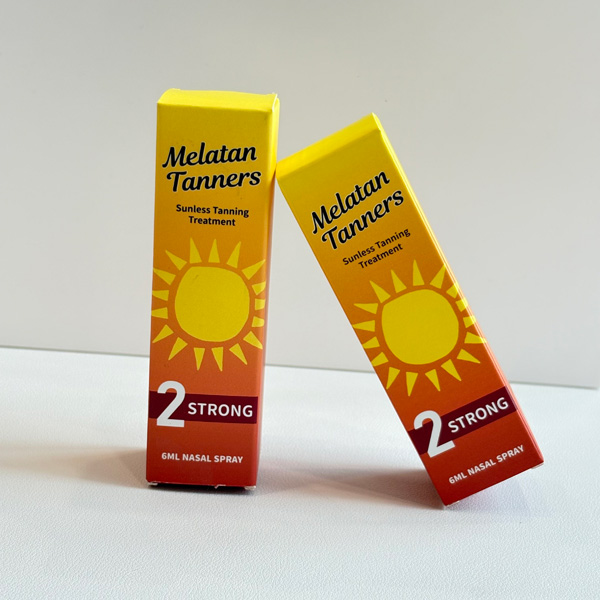 Melatan
Tanners
Sunless Tanning
Treatment
2 STRONG
6ML NASAL SPRAY
Melatan
Tanners
Sunless Tanning
Treatment
2 STRONG
6ML NASAL SPRAY